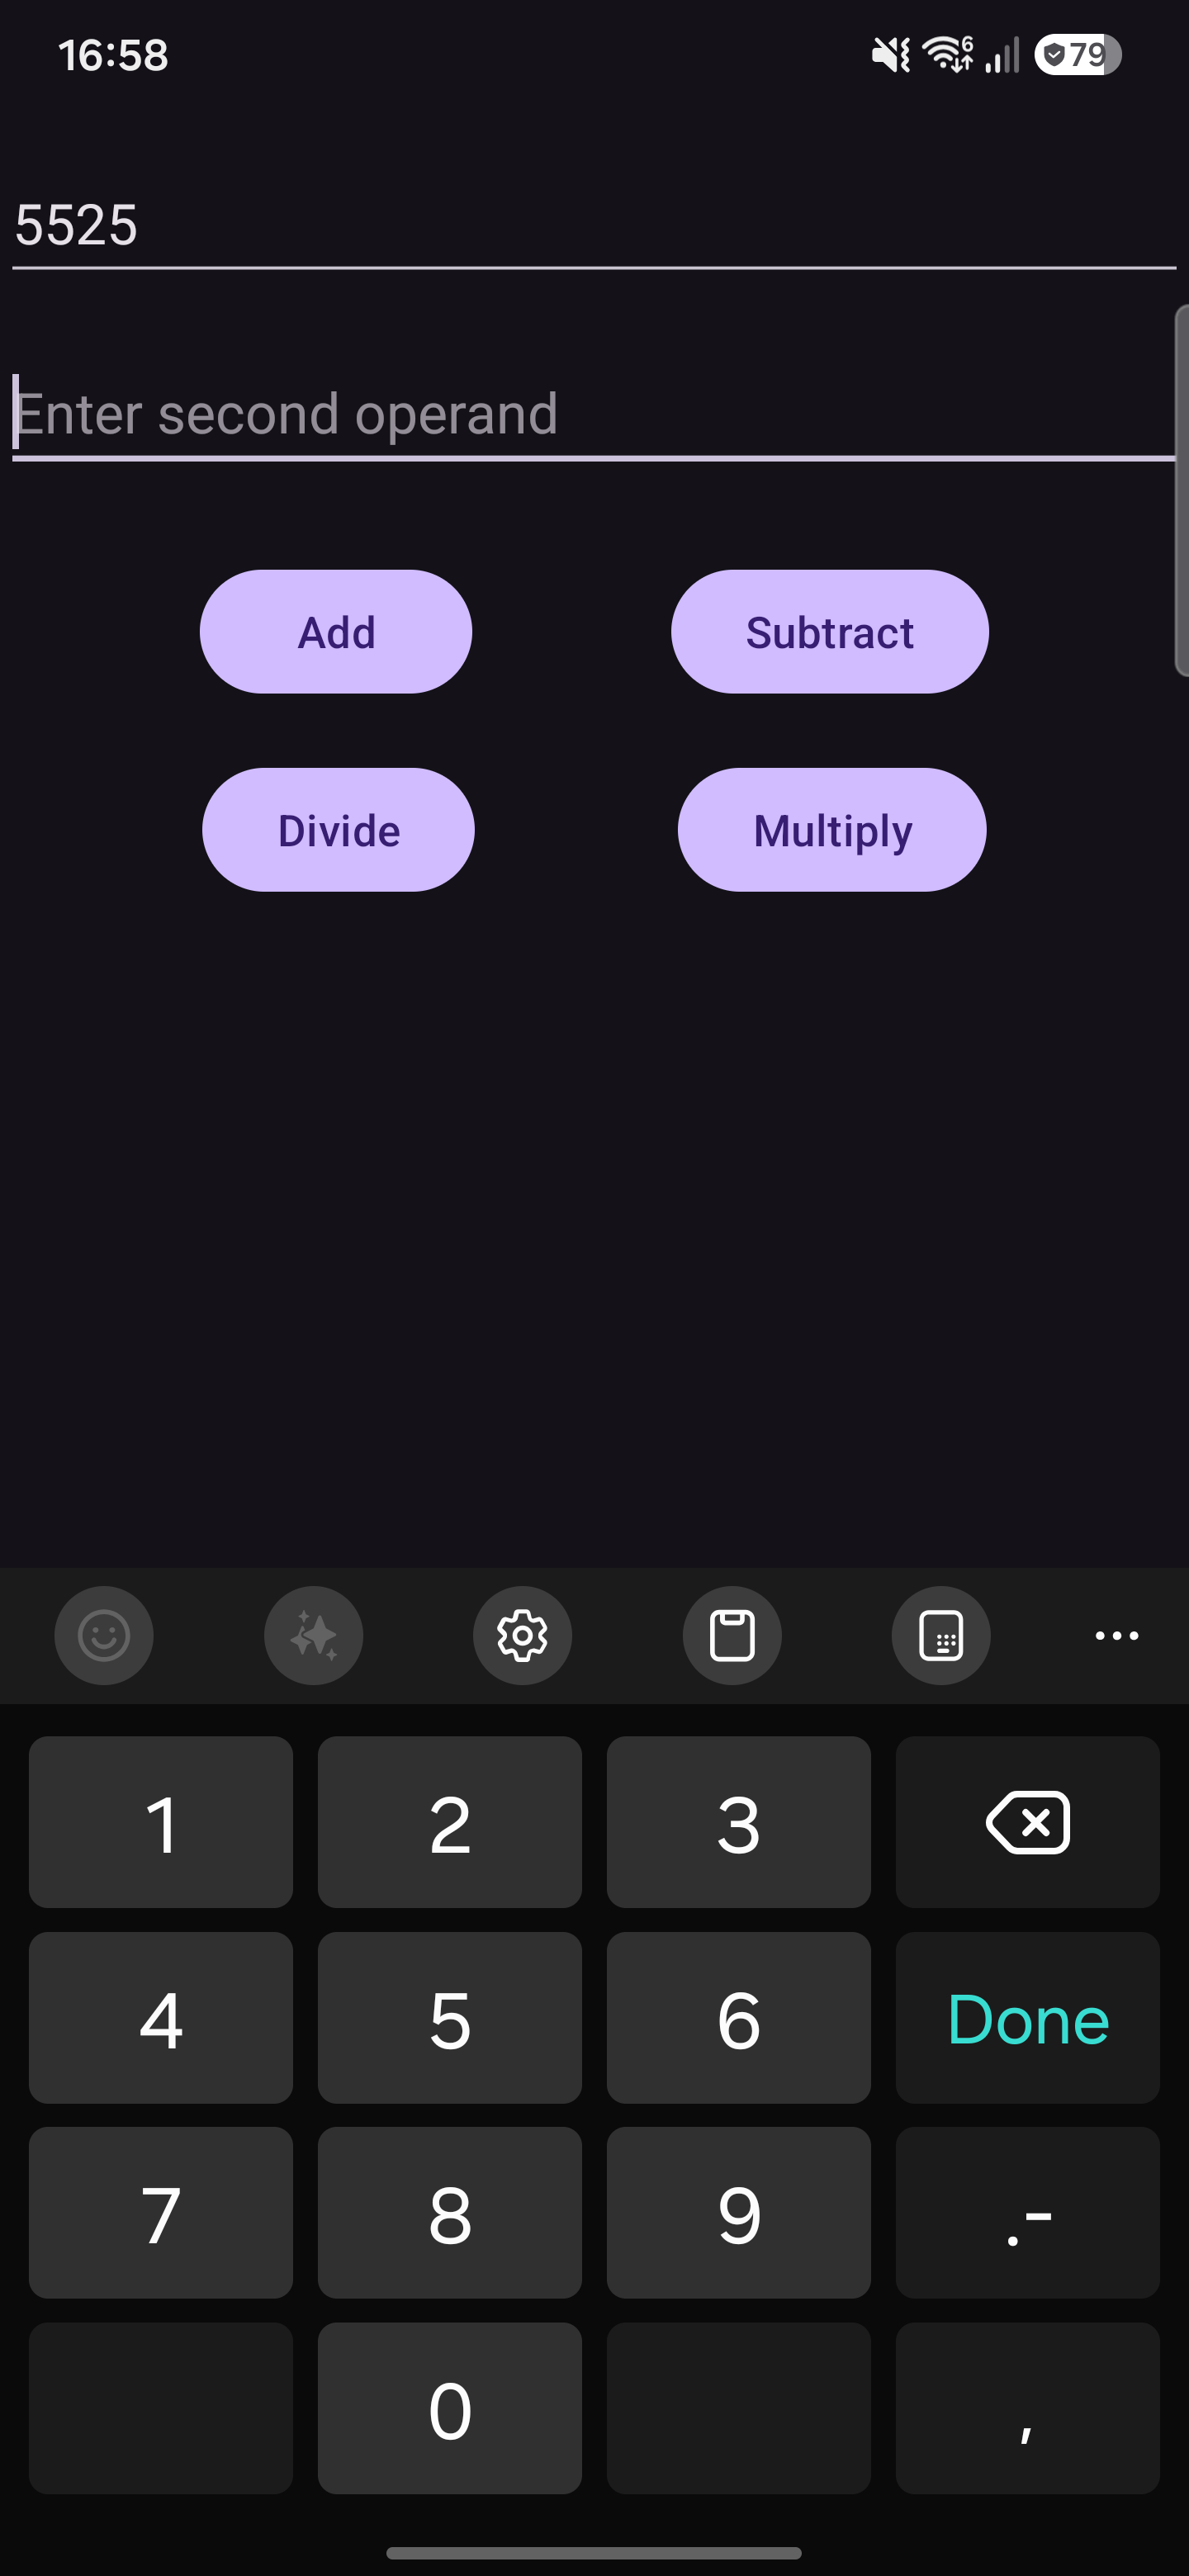 16:58 6 79
5525
Enter second operand
Add Subtract
Divide Multiply
1 2 3
4 5 6 Done
7 8 9 .-
0 ,